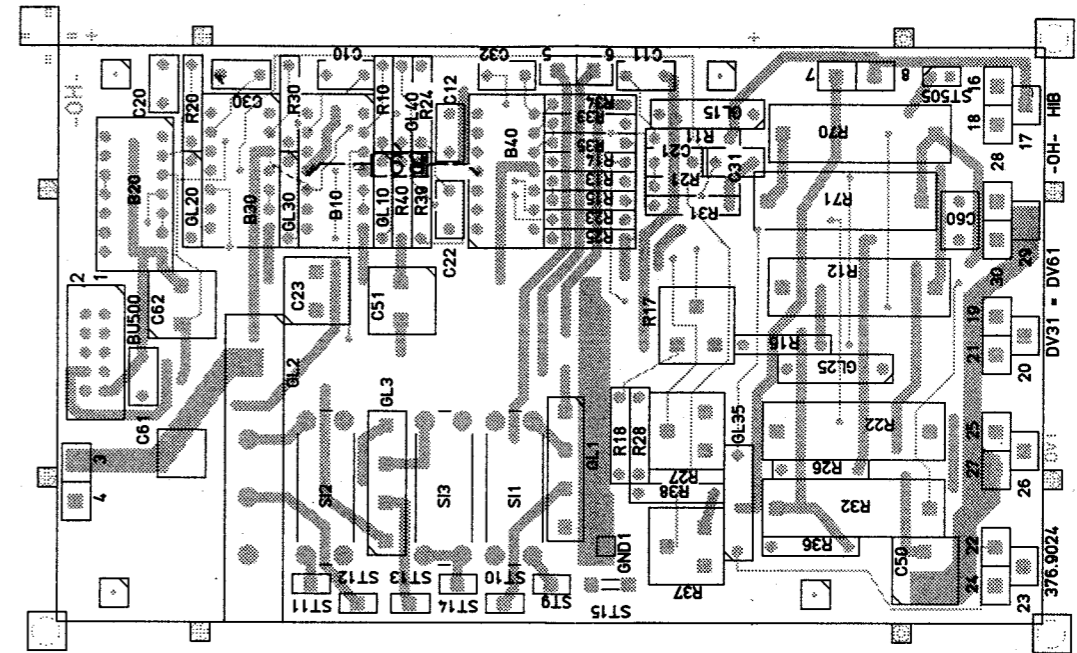 -OH-
C20
R20
C30
R30
C10
R10
GL40
R24
C12
C32
5
6
C11
7
8
ST505
16
18
17
-OH- HIB
B20
GL20
B30
GL30
B10
GL10
R40
R39
C22
B40
R34
R33
R35
R14
R13
R15
R23
R25
GL15
R11
C21
R21
R31
C31
R70
R71
C60
28
29
30
2
1
BU500
C62
C23
C51
GL2
R17
R16
R12
GL25
19
21
20
DV31 = DV61
C61
3
4
GL3
SI2
SI3
SI1
GL1
R18
R28
R27
R38
GL35
R22
R26
R32
25
27
26
DV1
ST11
ST12
ST13
ST14
ST10
ST9
ST15
GND1
R37
R36
C50
22
24
23
376.9024